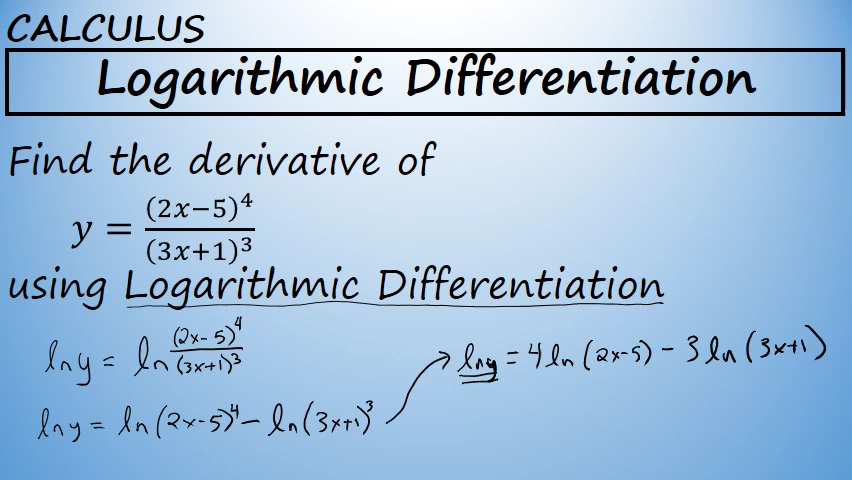 CALCULUS
Logarithmic Differentiation
Find the derivative of
y = (2x−5)^4/(3x+1)^3
using Logarithmic Differentiation
ln y = ln (2x-5)^4/(3x+1)^3
ln y = ln(2x-5)^4 - ln(3x+1)^3
ln y = 4 ln(2x-5) - 3 ln(3x+1)